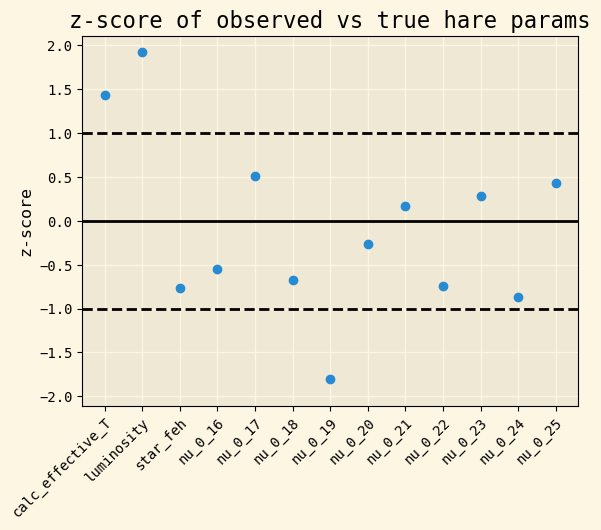 z-score of observed vs true hare params
z-score
2.0
1.5
1.0
0.5
0.0
−0.5
−1.0
−1.5
−2.0
calc_effective_T
luminosity
star_feh
nu_0_16
nu_0_17
nu_0_18
nu_0_19
nu_0_20
nu_0_21
nu_0_22
nu_0_23
nu_0_24
nu_0_25